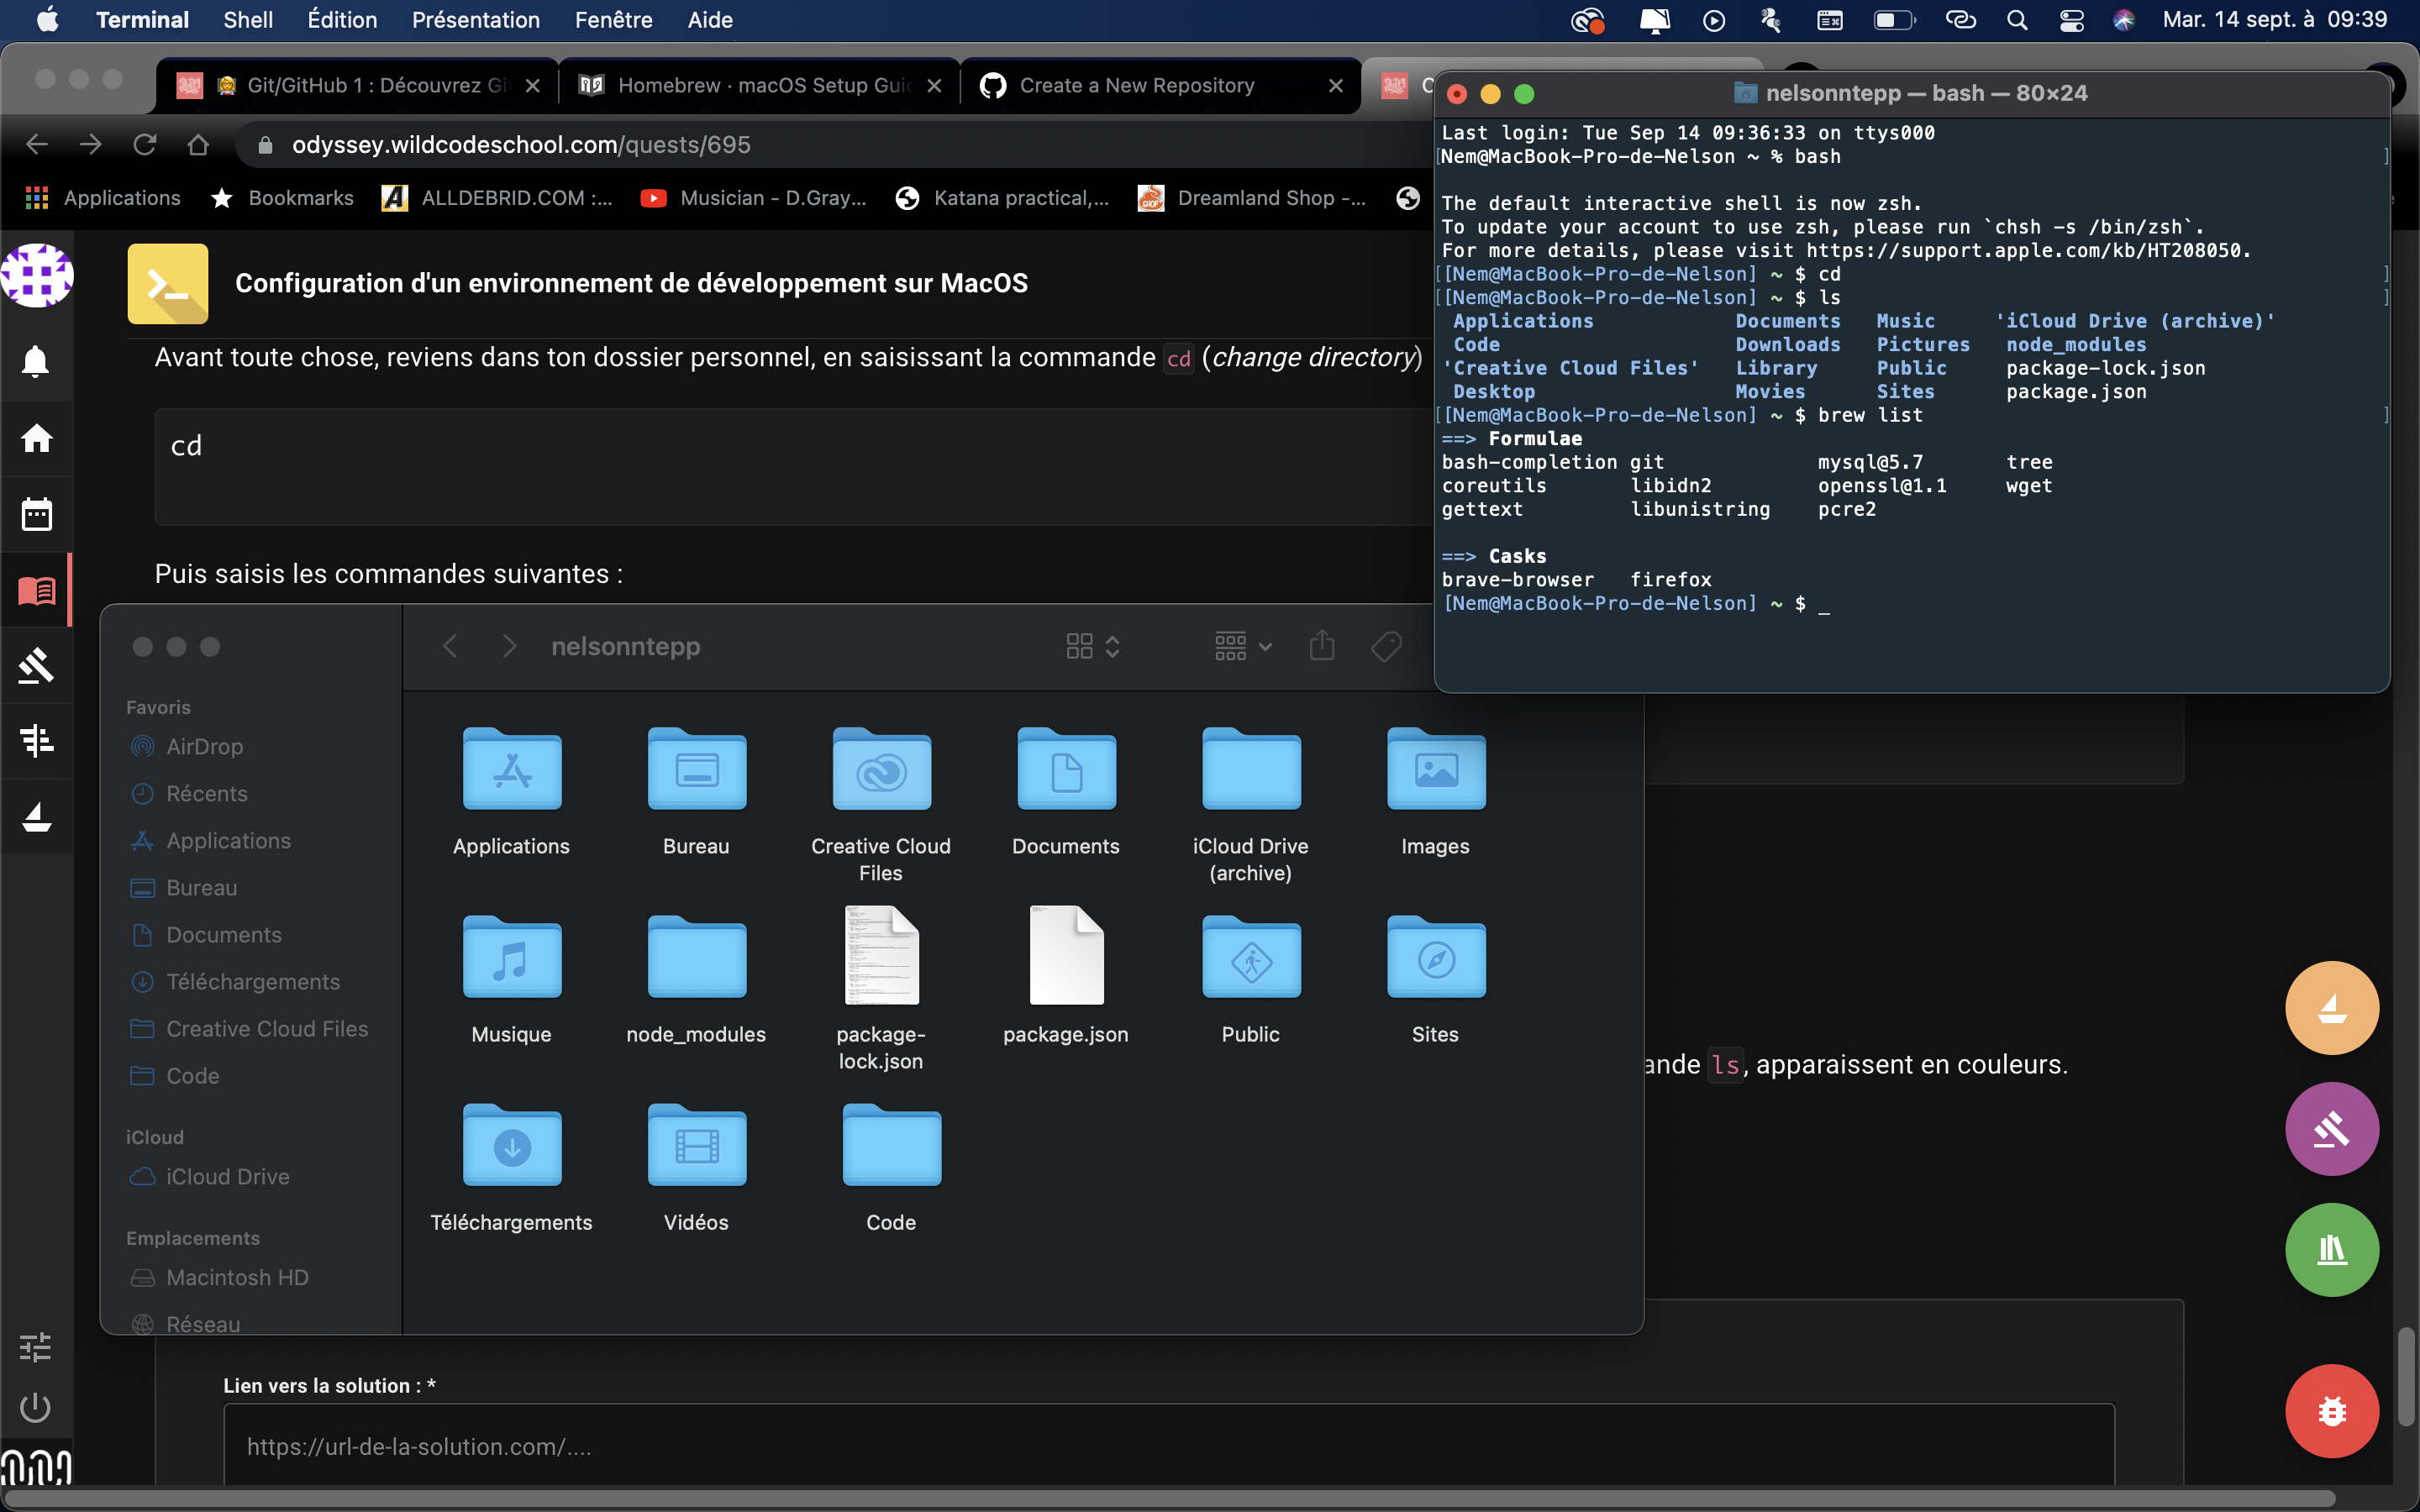 Terminal Shell Édition Présentation Fenêtre Aide
Mar. 14 sept. à 09:39
Git/GitHub 1 : Découvrez Gi
Homebrew · macOS Setup Gui
Create a New Repository
odyssey.wildcodeschool.com/quests/695
Applications
Bookmarks
ALLDEBRID.COM :...
Musician - D.Gray...
Katana practical,...
Dreamland Shop -...
Configuration d'un environnement de développement sur MacOS
Avant toute chose, reviens dans ton dossier personnel, en saisissant la commande cd (change directory)
cd
Puis saisis les commandes suivantes :
nelsonntepp — bash — 80×24
Last login: Tue Sep 14 09:36:33 on ttys000
[Nem@MacBook-Pro-de-Nelson ~ % bash ]
The default interactive shell is now zsh.
To update your account to use zsh, please run `chsh -s /bin/zsh`.
For more details, please visit https://support.apple.com/kb/HT208050.
[[Nem@MacBook-Pro-de-Nelson] ~ $ cd ]
[[Nem@MacBook-Pro-de-Nelson] ~ $ ls ]
Applications Documents Music 'iCloud Drive (archive)'
Code Downloads Pictures node_modules
'Creative Cloud Files' Library Public package-lock.json
Desktop Movies Sites package.json
[[Nem@MacBook-Pro-de-Nelson] ~ $ brew list ]
==> Formulae
bash-completion git mysql@5.7 tree
coreutils libidn2 openssl@1.1 wget
gettext libunistring pcre2
==> Casks
brave-browser firefox
[Nem@MacBook-Pro-de-Nelson] ~ $ _
nelsonntepp
Favoris
AirDrop
Récents
Applications
Bureau
Documents
Téléchargements
Creative Cloud Files
Code
iCloud
iCloud Drive
Emplacements
Macintosh HD
Réseau
Applications
Bureau
Creative Cloud Files
Documents
iCloud Drive (archive)
Images
Musique
node_modules
package-lock.json
package.json
Public
Sites
Téléchargements
Vidéos
Code
ande ls, apparaissent en couleurs.
Lien vers la solution : *
https://url-de-la-solution.com/....